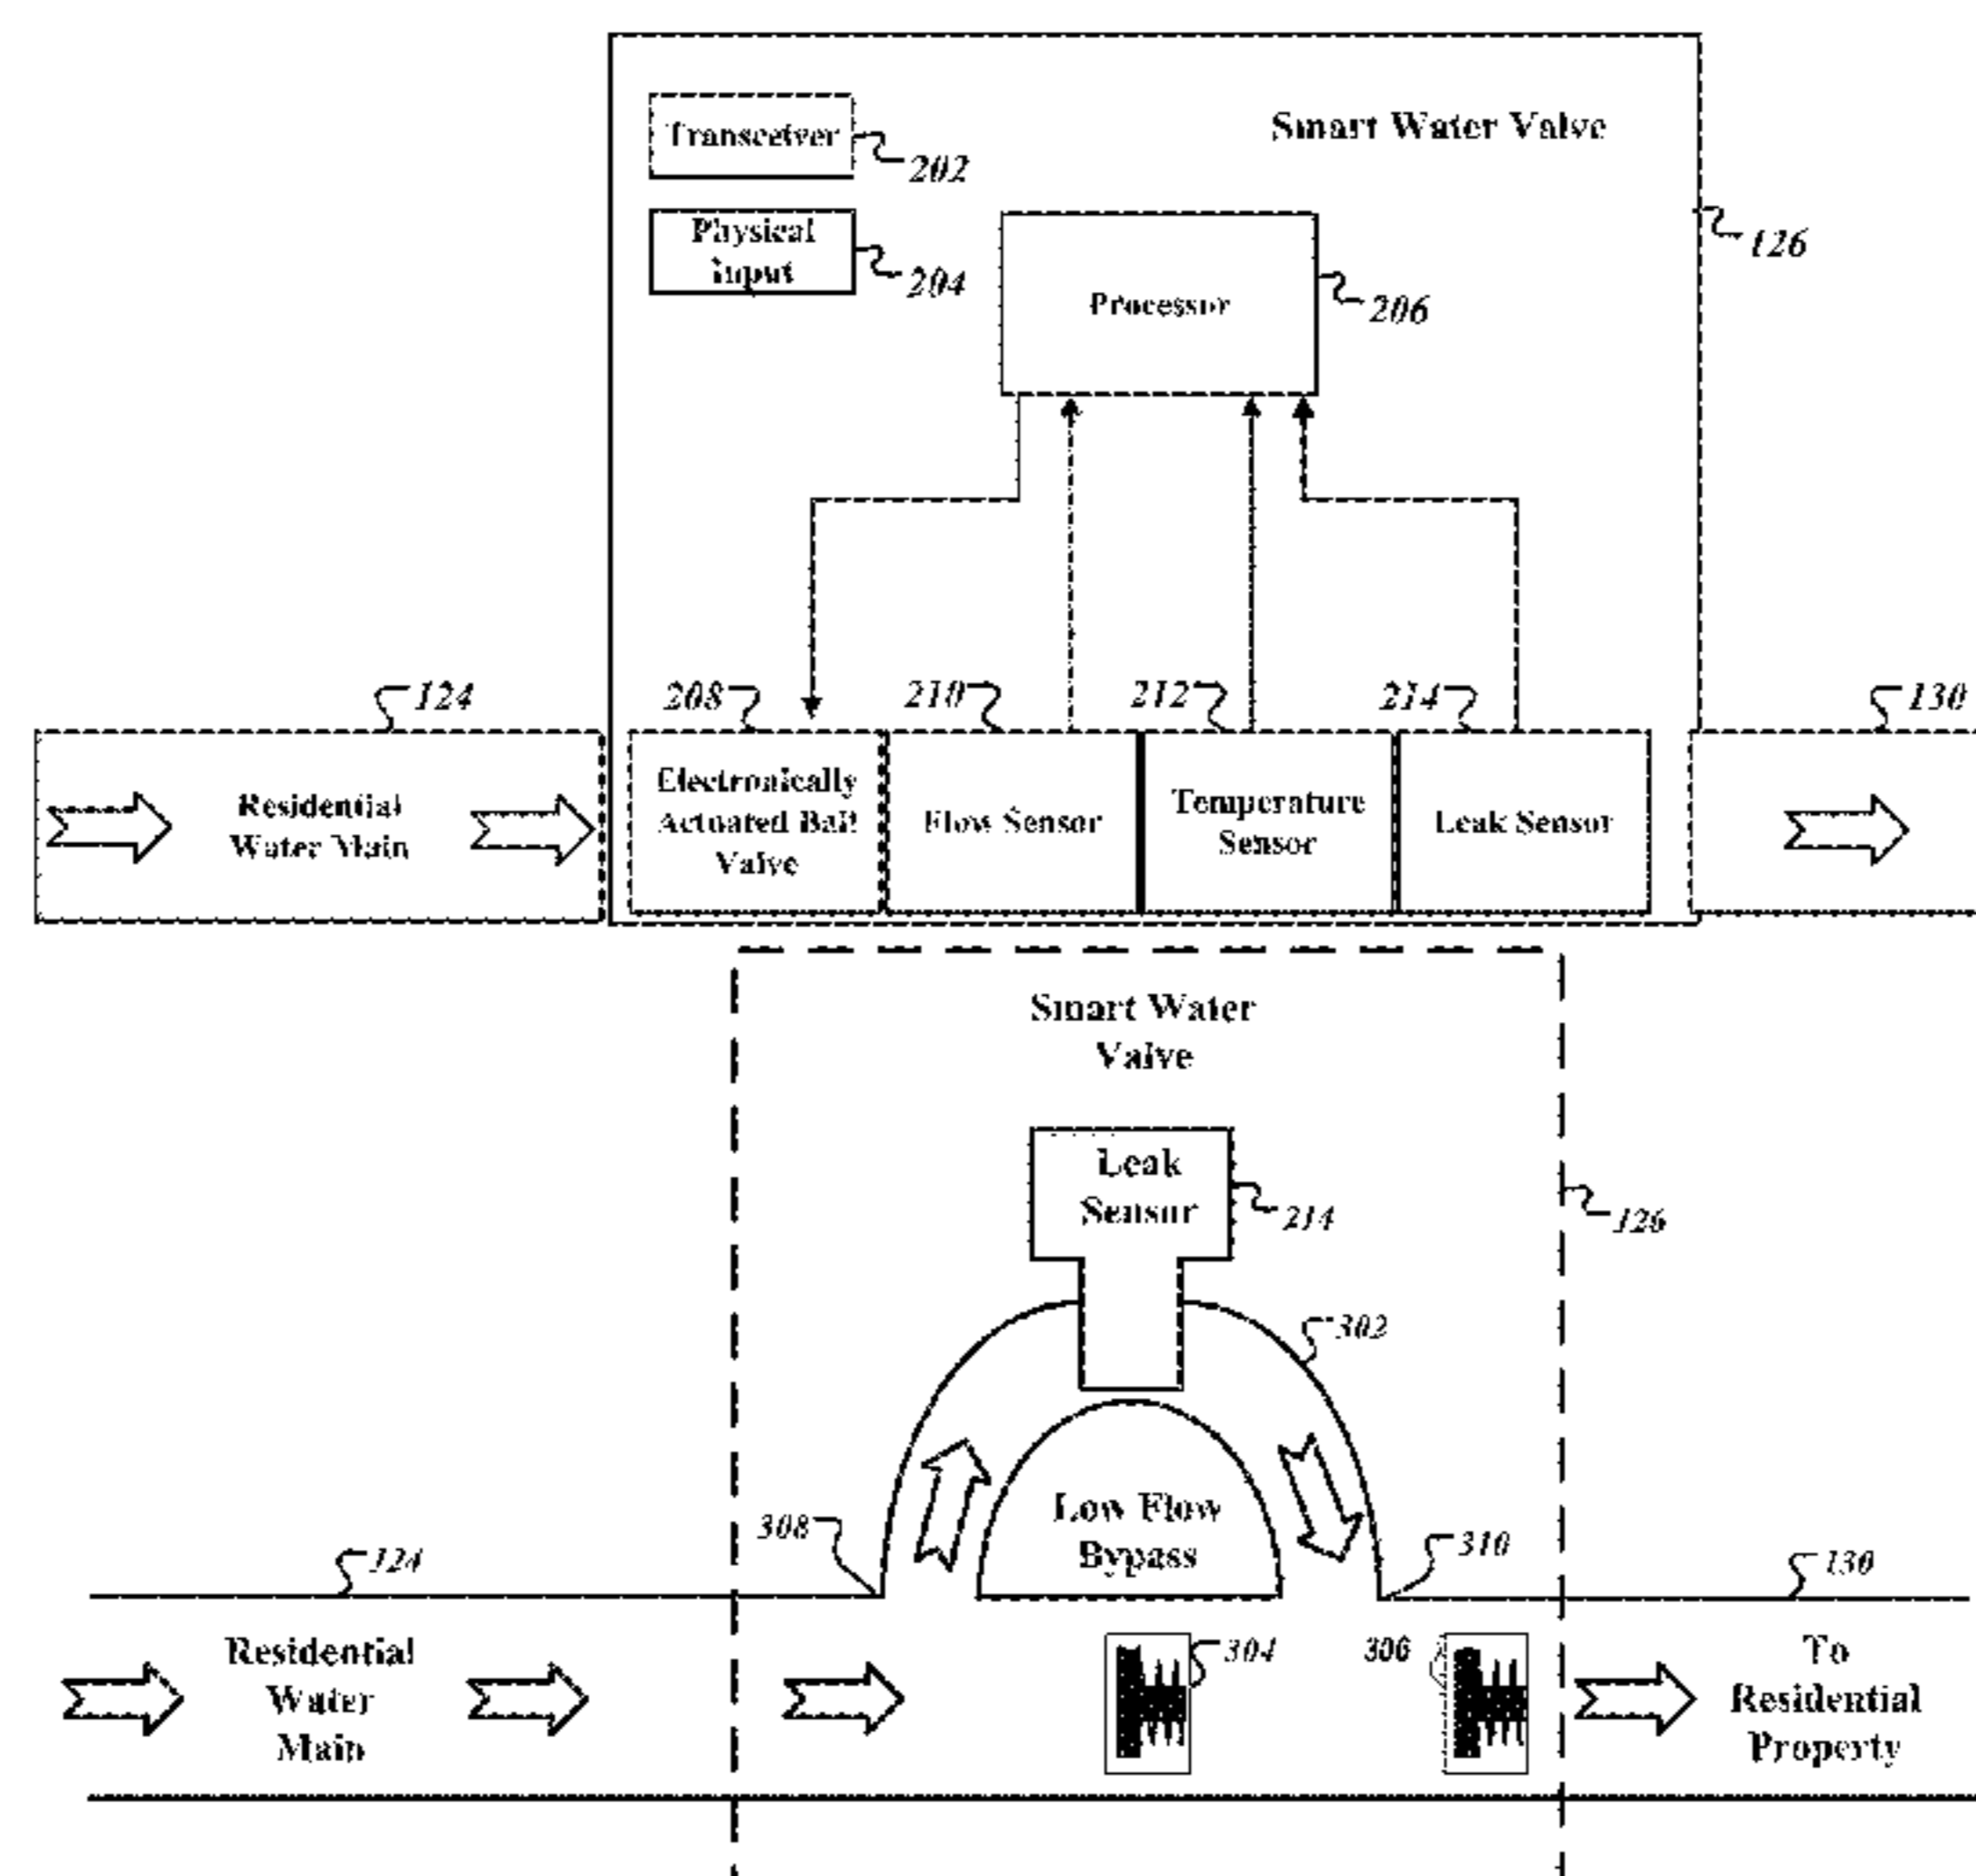 Transceiver
202
Smart Water Valve
Physical
Input
204
126
Processor
206
124
208
210
212
214
130
Residential
Water Main
Electronically
Actuated Ball
Valve
Flow Sensor
Temperature
Sensor
Leak Sensor
Smart Water
Valve
Leak
Sensor
214
126
302
308
Low Flow
Bypass
310
124
130
Residential
Water
Main
304
306
To
Residential
Property